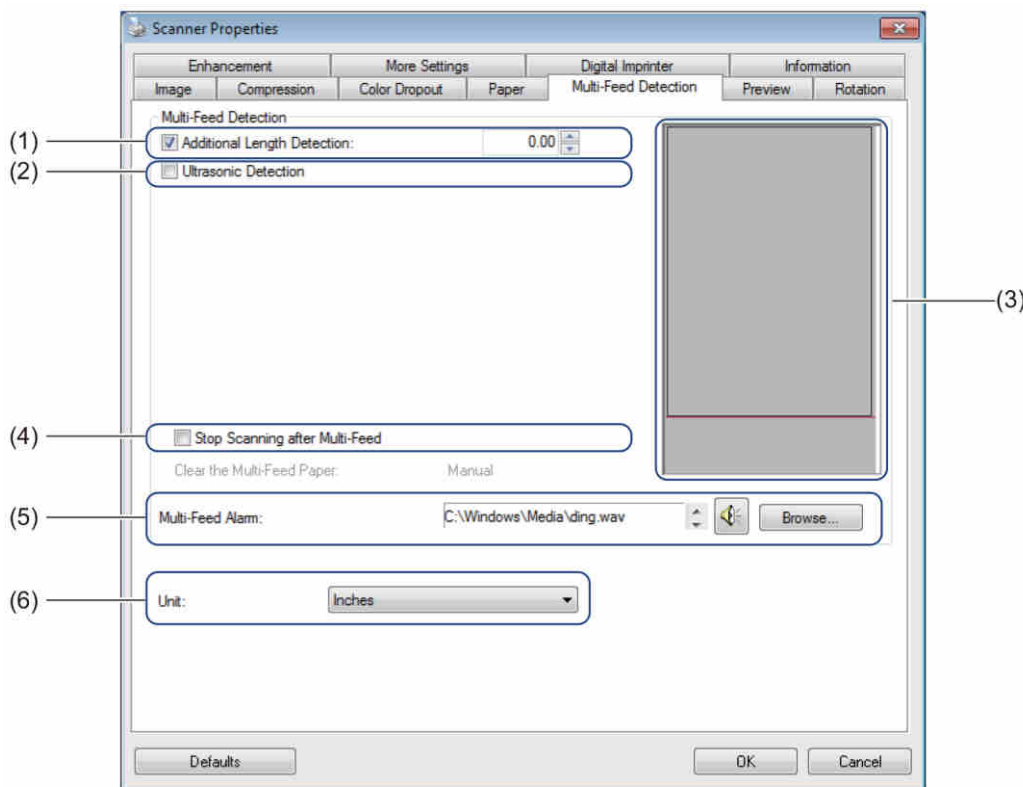 Scanner Properties
Enhancement More Settings Digital Imprinter Information
Image Compression Color Dropout Paper Multi-Feed Detection Preview Rotation
Multi-Feed Detection
(1) Additional Length Detection: 0.00
(2) Ultrasonic Detection
(3)
(4) Stop Scanning after Multi-Feed
Clear the Multi-Feed Paper: Manual
(5) Multi-Feed Alarm: C:\Windows\Media\ding.wav Browse...
(6) Unit: Inches
Defaults OK Cancel